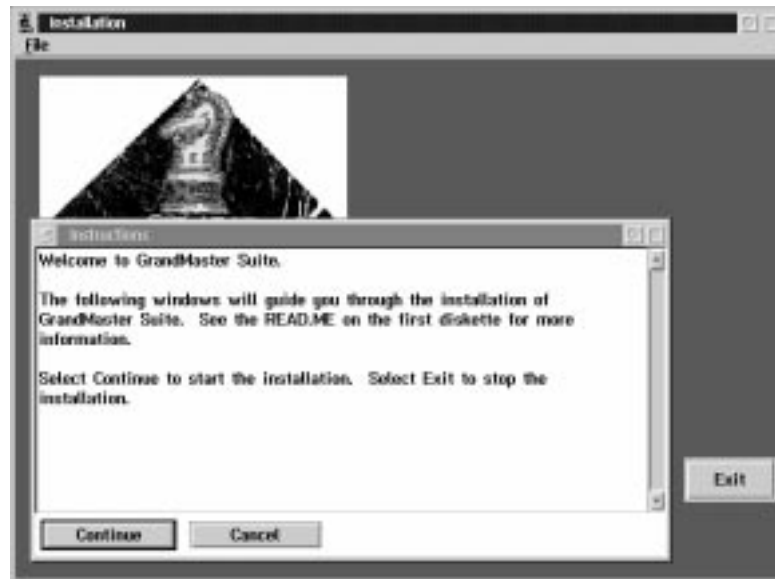 Installation
File
Instructions
Welcome to GrandMaster Suite.
The following windows will guide you through the installation of
GrandMaster Suite. See the READ.ME on the first diskette for more
information.
Select Continue to start the installation. Select Exit to stop the
installation.
Exit
Continue Cancel